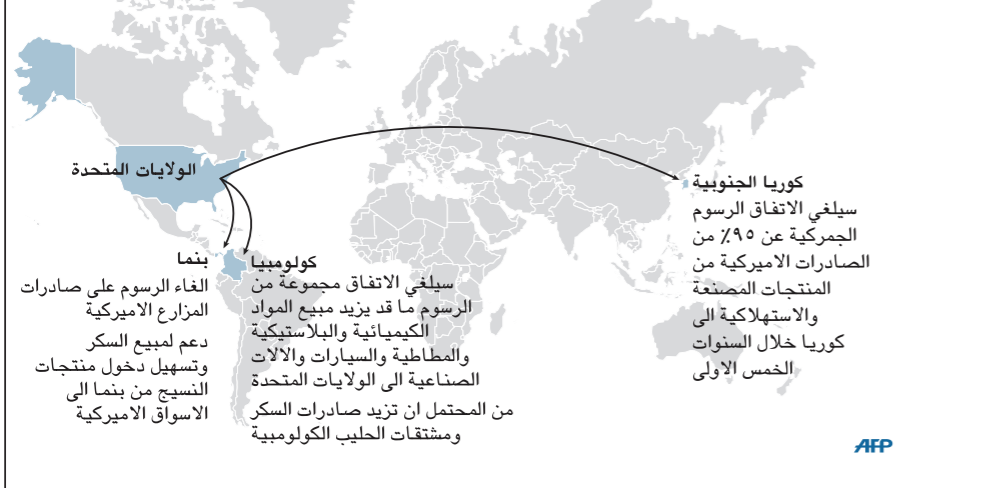 الولايات المتحدة
كوريا الجنوبية
سيلغي الاتفاق الرسوم
الجمركية عن ٩٥٪ من
الصادرات الاميركية من
المنتجات المصنعة
والاستهلاكية الى
كوريا خلال السنوات
الخمس الاولى
كولومبيا
سيلغي الاتفاق مجموعة من
الرسوم ما قد يزيد مبيع المواد
الكيميائية والبلاستيكية
والمطاطية والسيارات والالات
الصناعية الى الولايات المتحدة
من المحتمل ان تزيد صادرات السكر
ومشتقات الحليب الكولومبية
بنما
الغاء الرسوم على صادرات
المزارع الاميركية
دعم لمبيع السكر
وتسهيل دخول منتجات
النسيج من بنما الى
الاسواق الاميركية
AFP